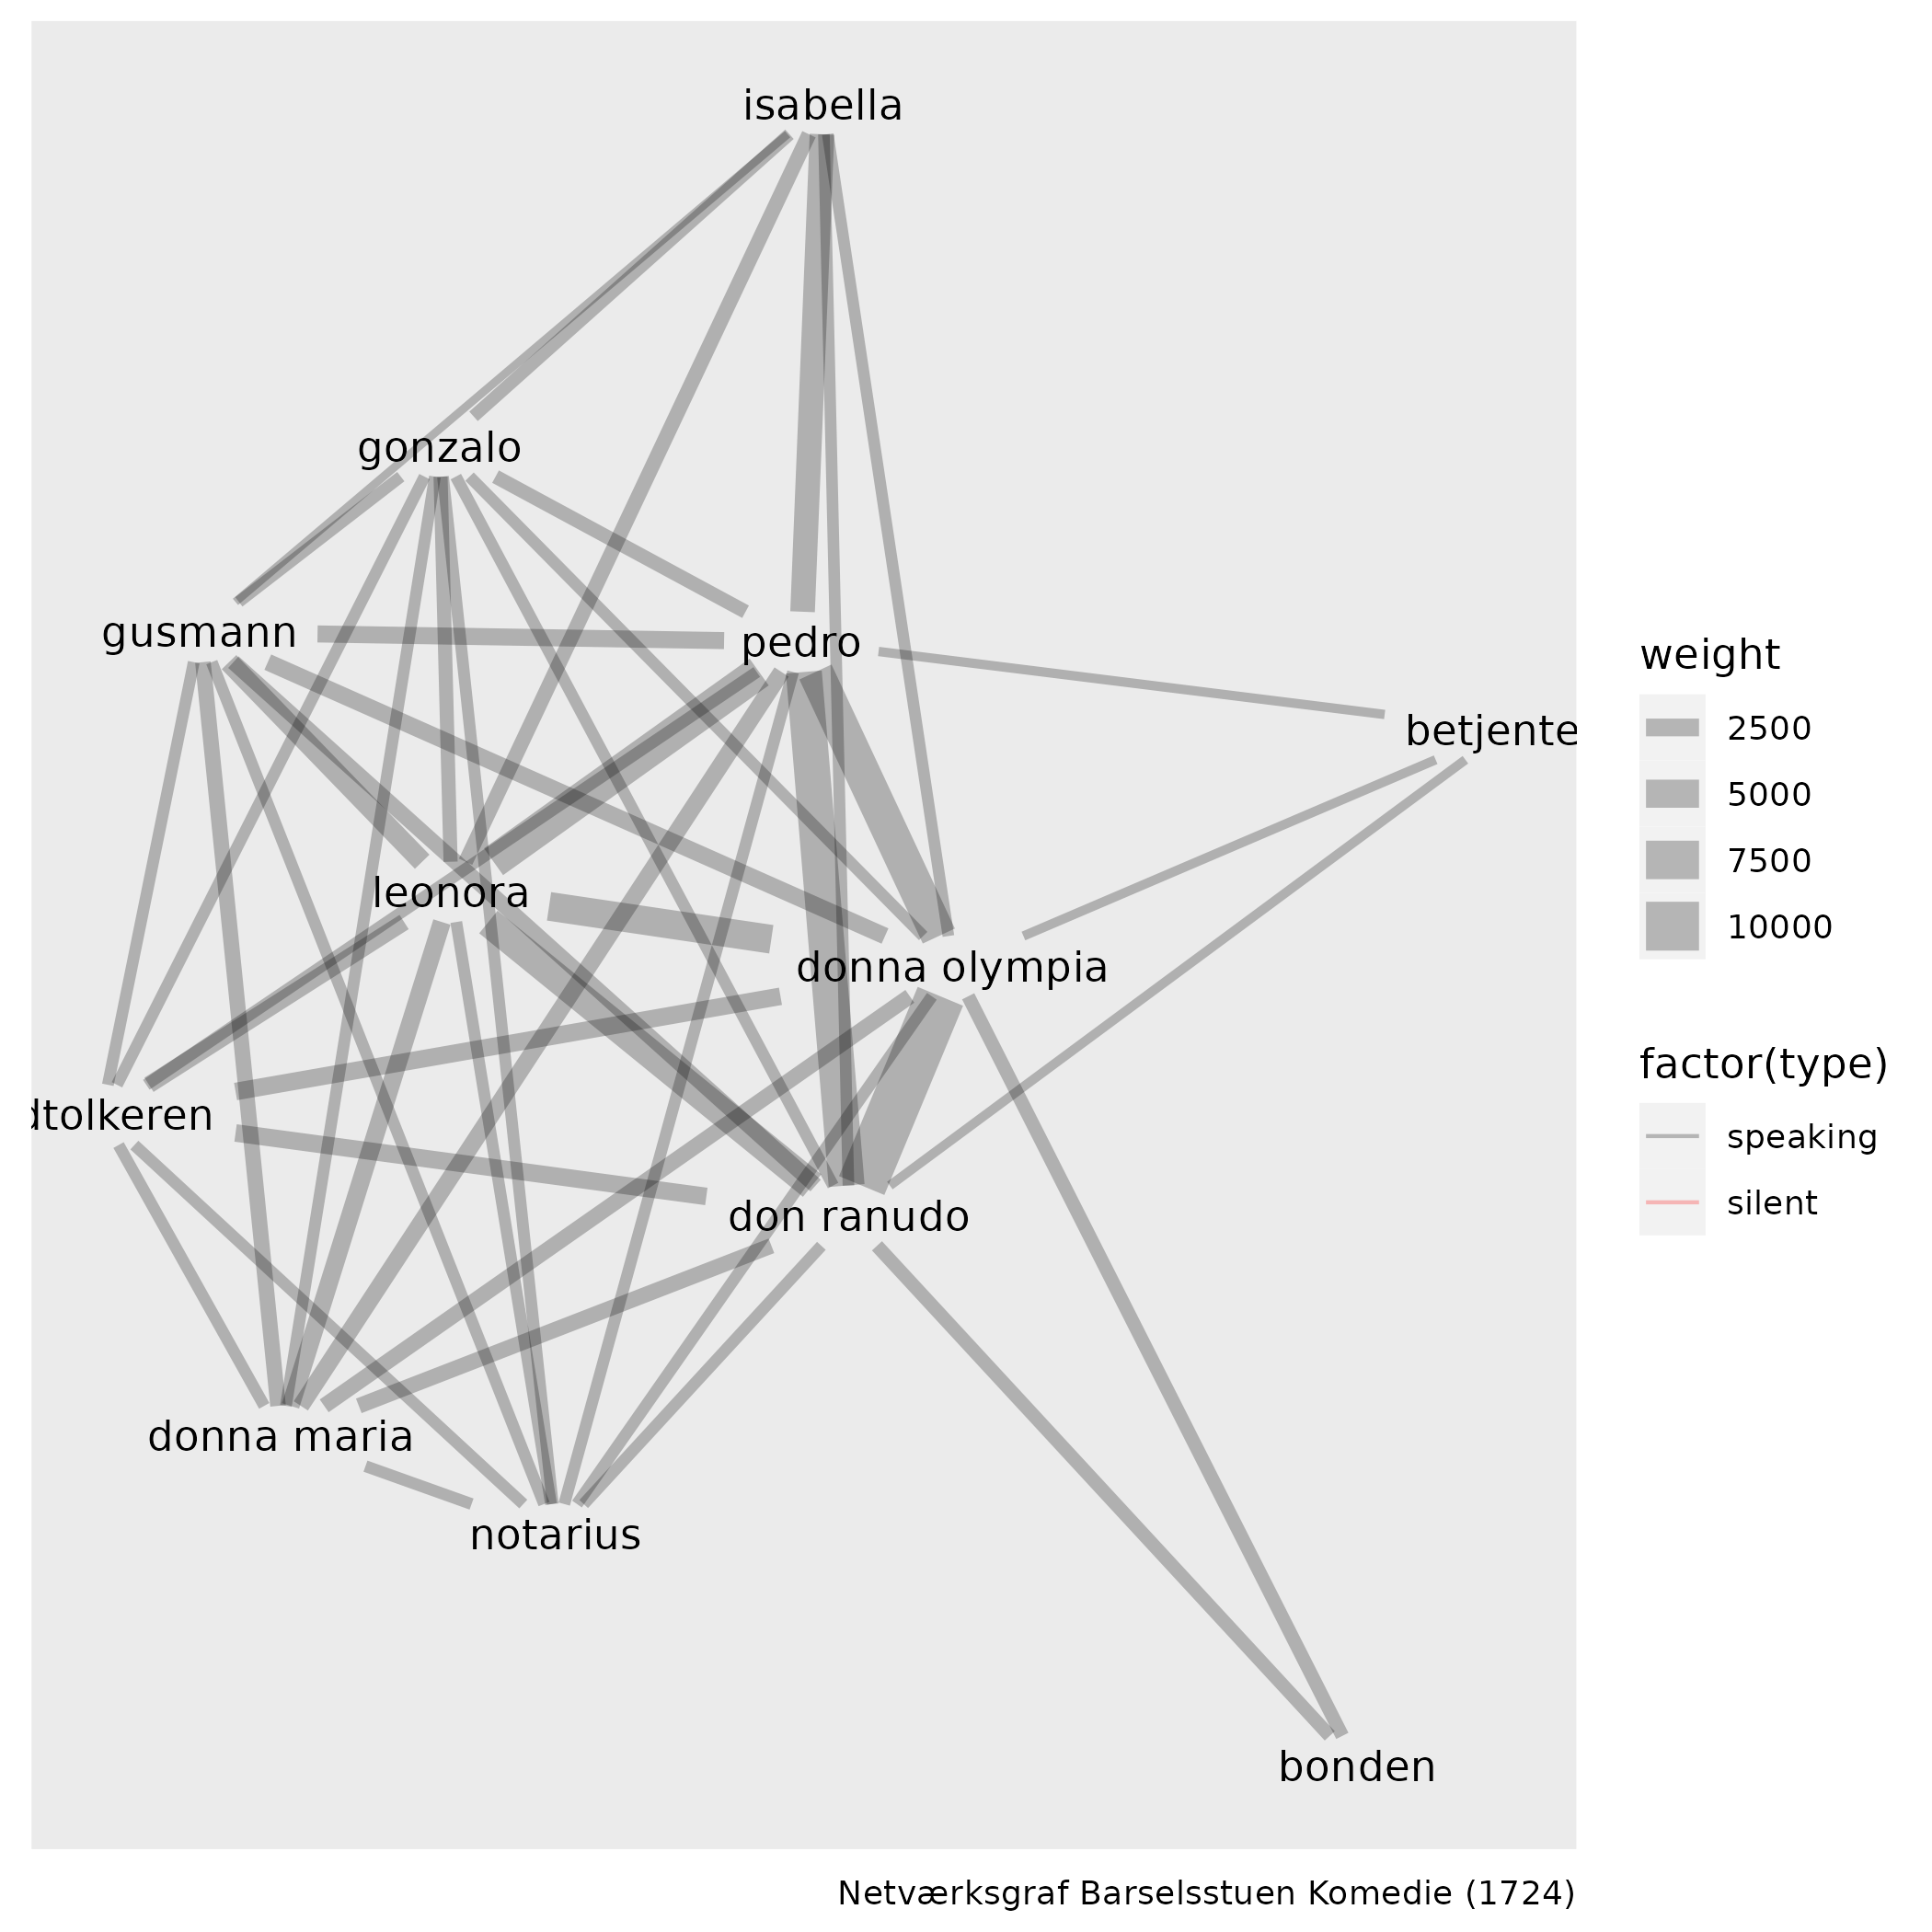 isabella
gonzalo
gusmann
pedro
betjente
leonora
donna olympia
dtolkeren
don ranudo
donna maria
notarius
bonden
weight
2500
5000
7500
10000
factor(type)
speaking
silent
Netværksgraf Barselsstuen Komedie (1724)